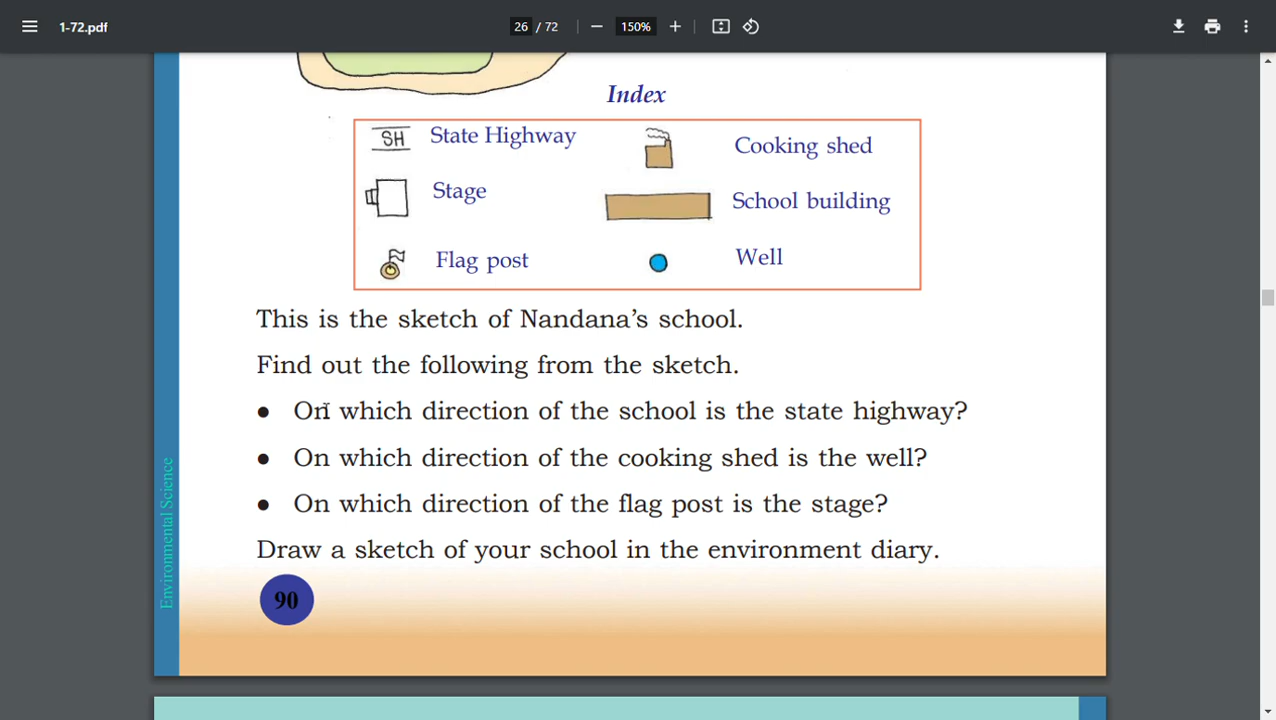 1-72.pdf
26 / 72
150%
Index
SH State Highway
Cooking shed
Stage
School building
Flag post
Well
This is the sketch of Nandana's school.
Find out the following from the sketch.
● On which direction of the school is the state highway?
● On which direction of the cooking shed is the well?
● On which direction of the flag post is the stage?
Draw a sketch of your school in the environment diary.
Environmental Science
90